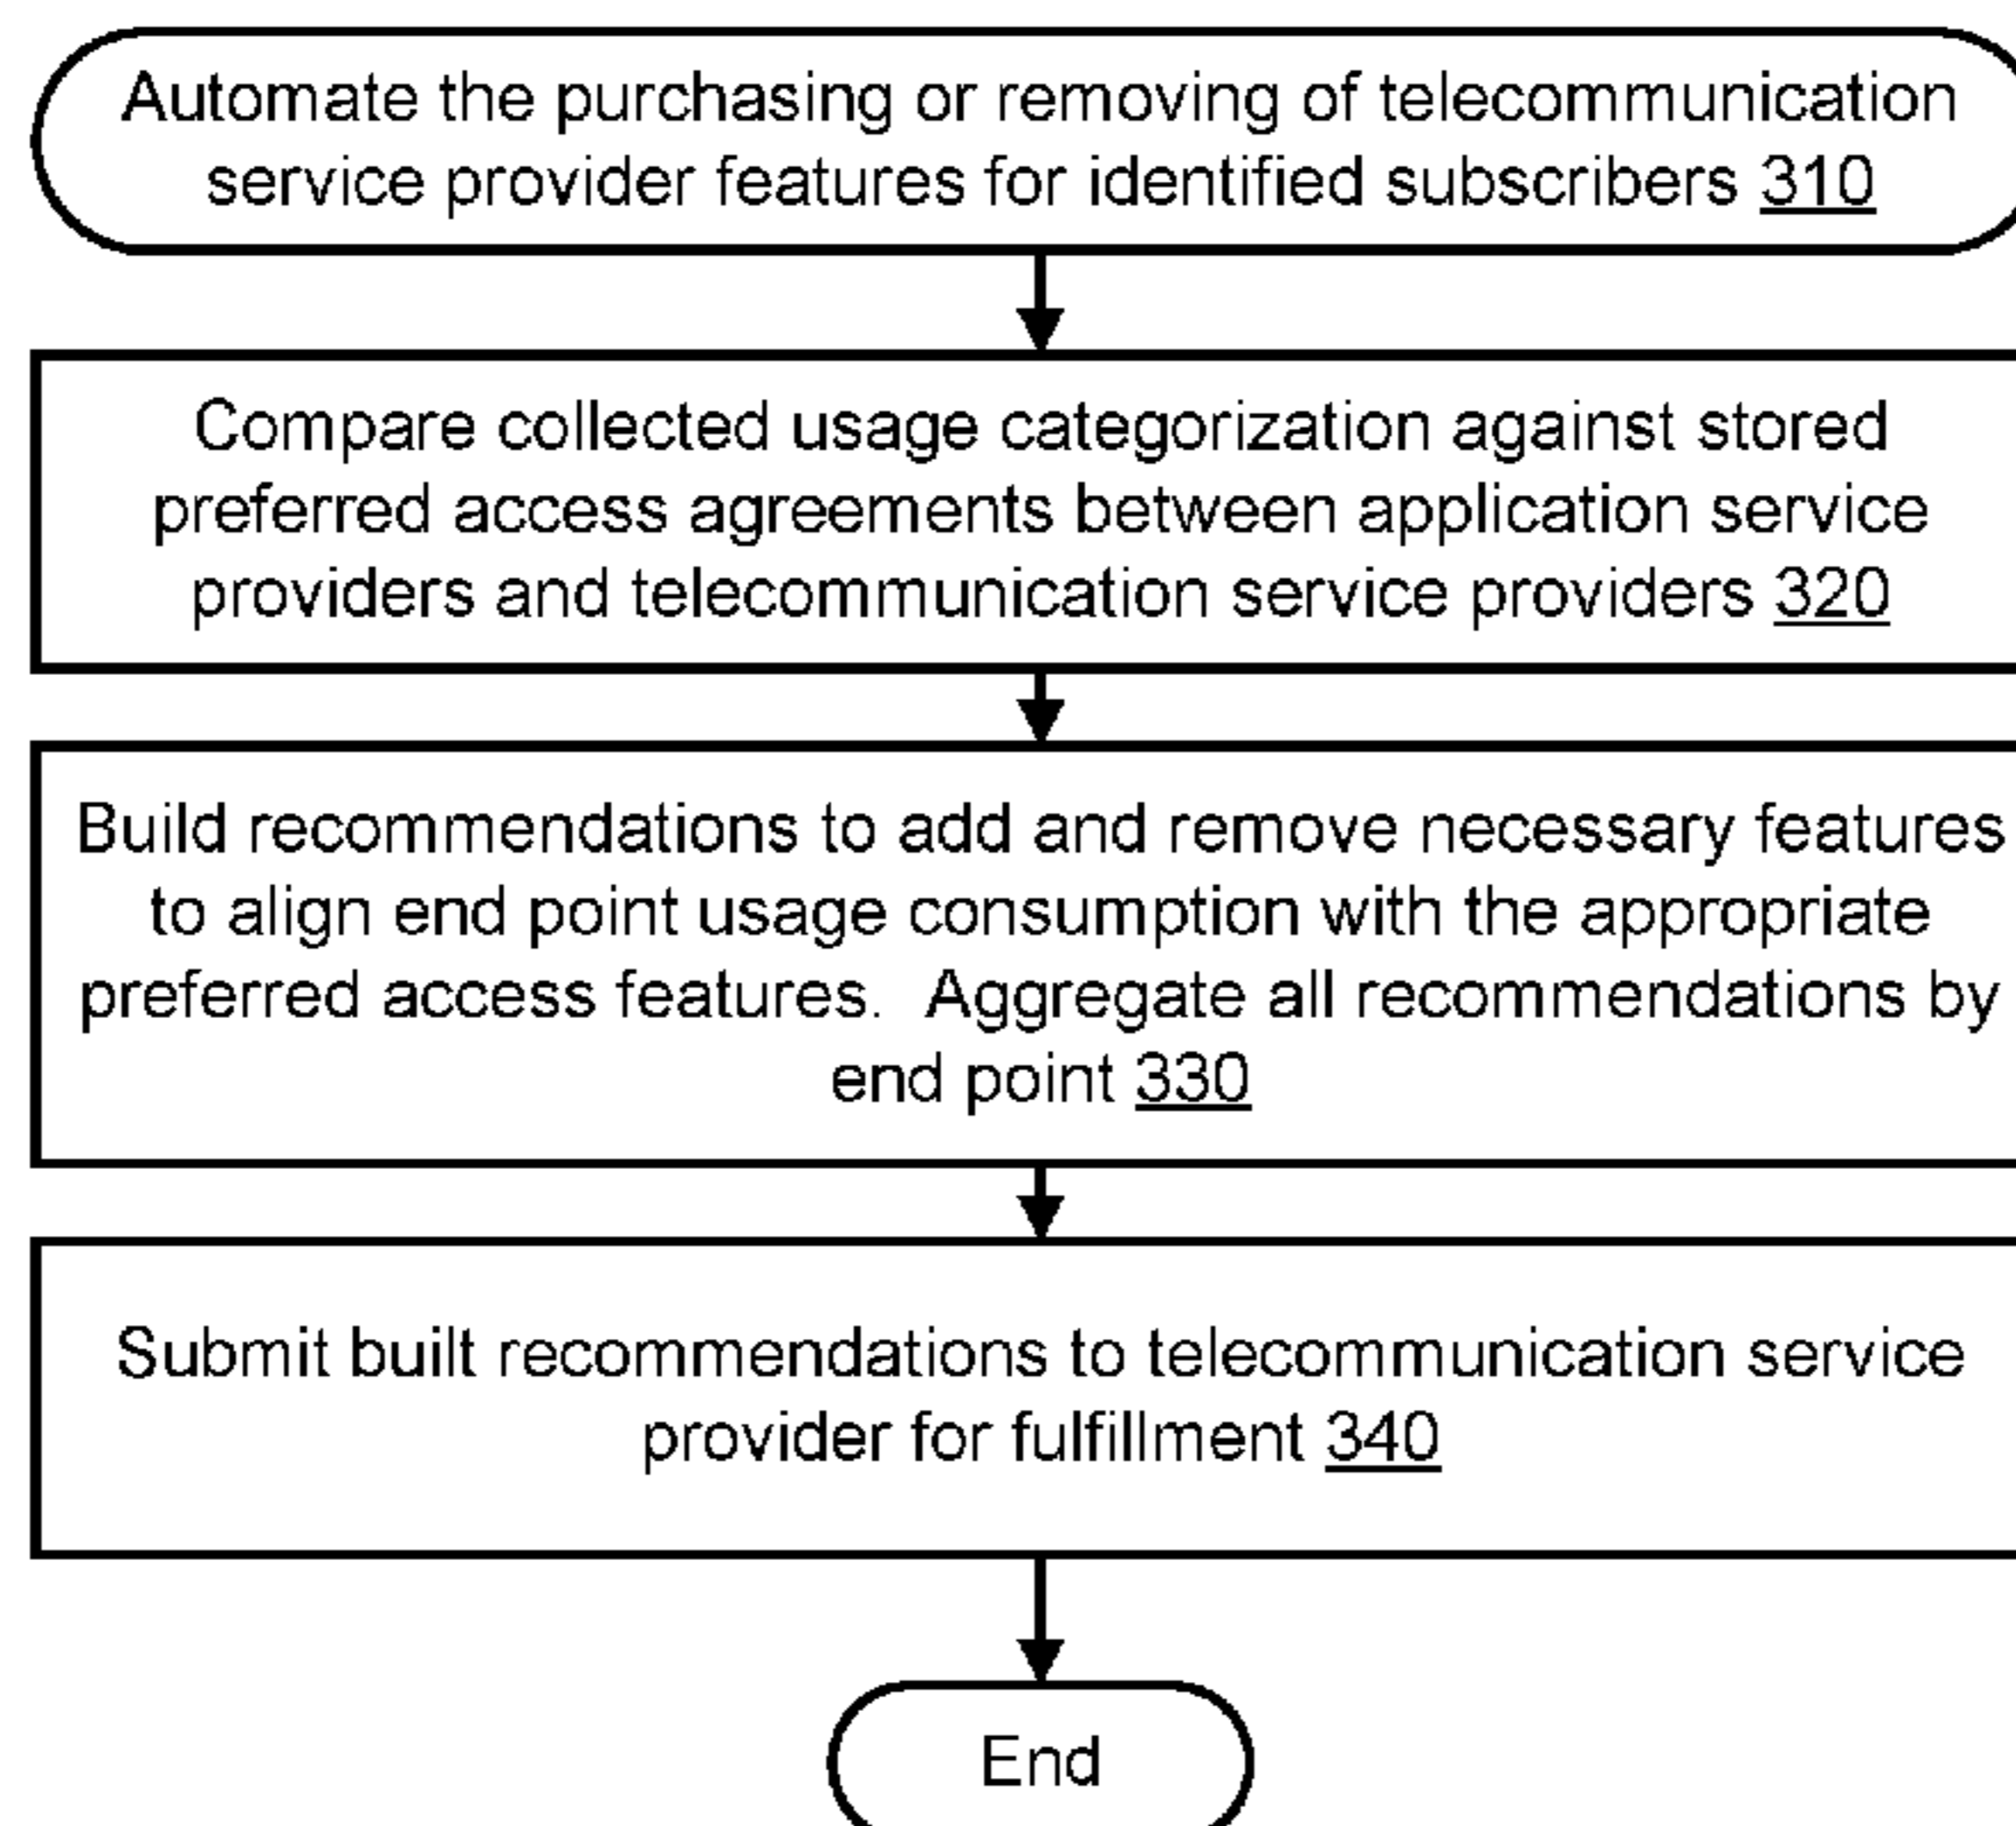 Automate the purchasing or removing of telecommunication
service provider features for identified subscribers 310
Compare collected usage categorization against stored
preferred access agreements between application service
providers and telecommunication service providers 320
Build recommendations to add and remove necessary features
to align end point usage consumption with the appropriate
preferred access features.  Aggregate all recommendations by
end point 330
Submit built recommendations to telecommunication service
provider for fulfillment 340
End